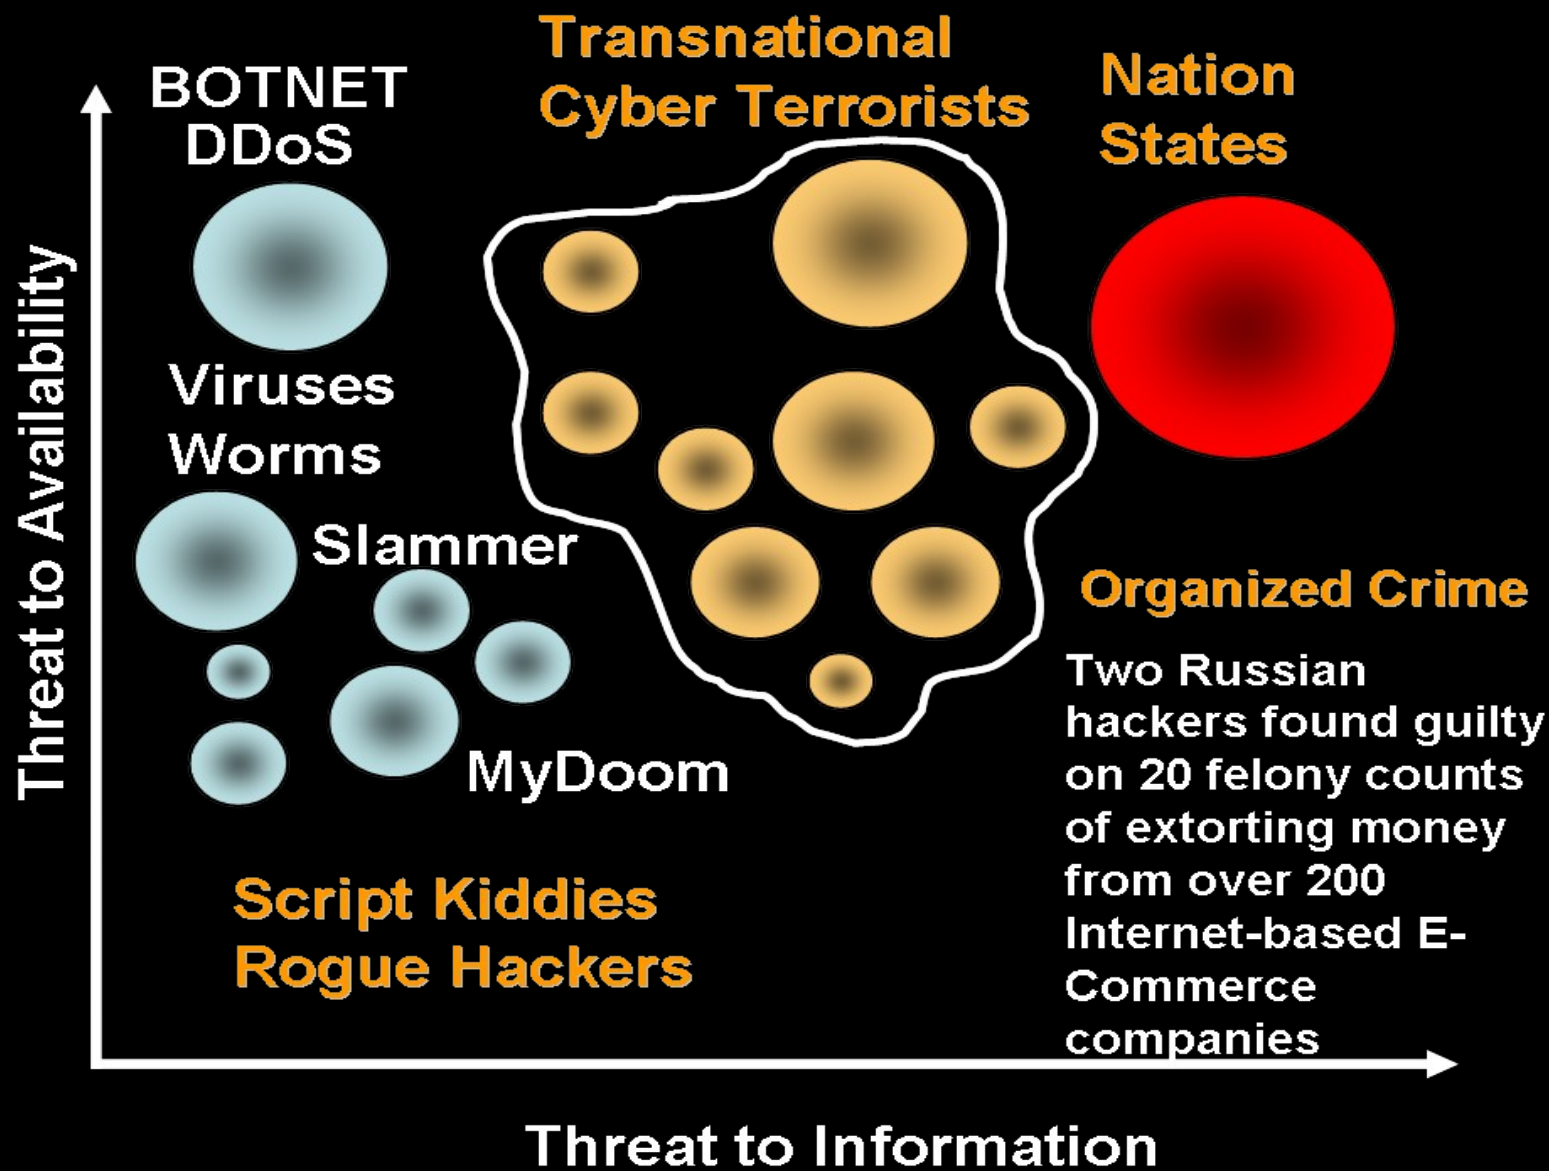 Transnational
Cyber Terrorists
Nation
States
BOTNET
DDoS
Threat to Availability
Viruses
Worms
Slammer
MyDoom
Organized Crime
Two Russian
hackers found guilty
on 20 felony counts
of extorting money
from over 200
Internet-based E-
Commerce
companies
Script Kiddies
Rogue Hackers
Threat to Information